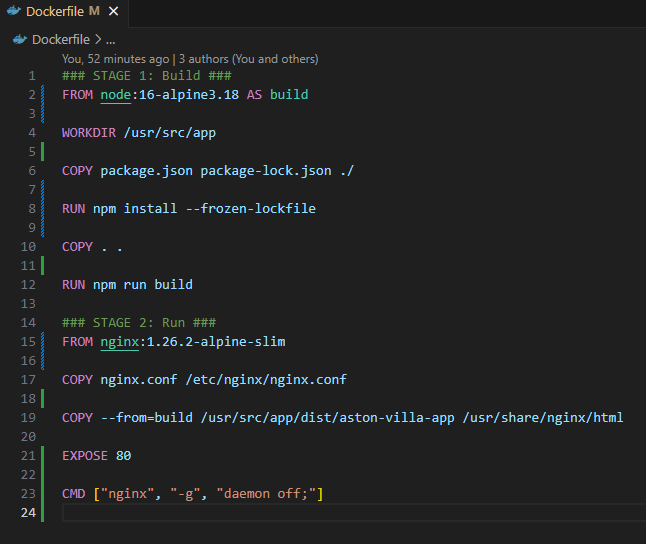 Dockerfile M ×
Dockerfile > ...
You, 52 minutes ago | 3 authors (You and others)
1 ### STAGE 1: Build ###
2 FROM node:16-alpine3.18 AS build
3
4 WORKDIR /usr/src/app
5
6 COPY package.json package-lock.json ./
7
8 RUN npm install --frozen-lockfile
9
10 COPY . .
11
12 RUN npm run build
13
14 ### STAGE 2: Run ###
15 FROM nginx:1.26.2-alpine-slim
16
17 COPY nginx.conf /etc/nginx/nginx.conf
18
19 COPY --from=build /usr/src/app/dist/aston-villa-app /usr/share/nginx/html
20
21 EXPOSE 80
22
23 CMD ["nginx", "-g", "daemon off;"]
24